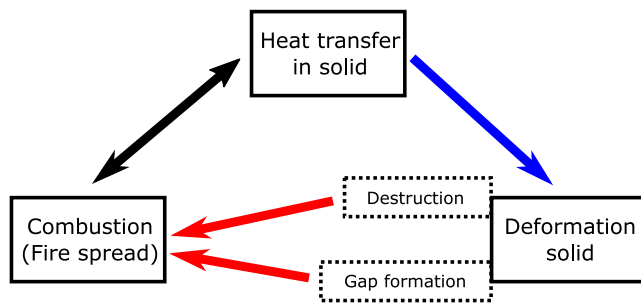 Heat transfer
in solid
Destruction
Combustion
(Fire spread)
Deformation
solid
Gap formation